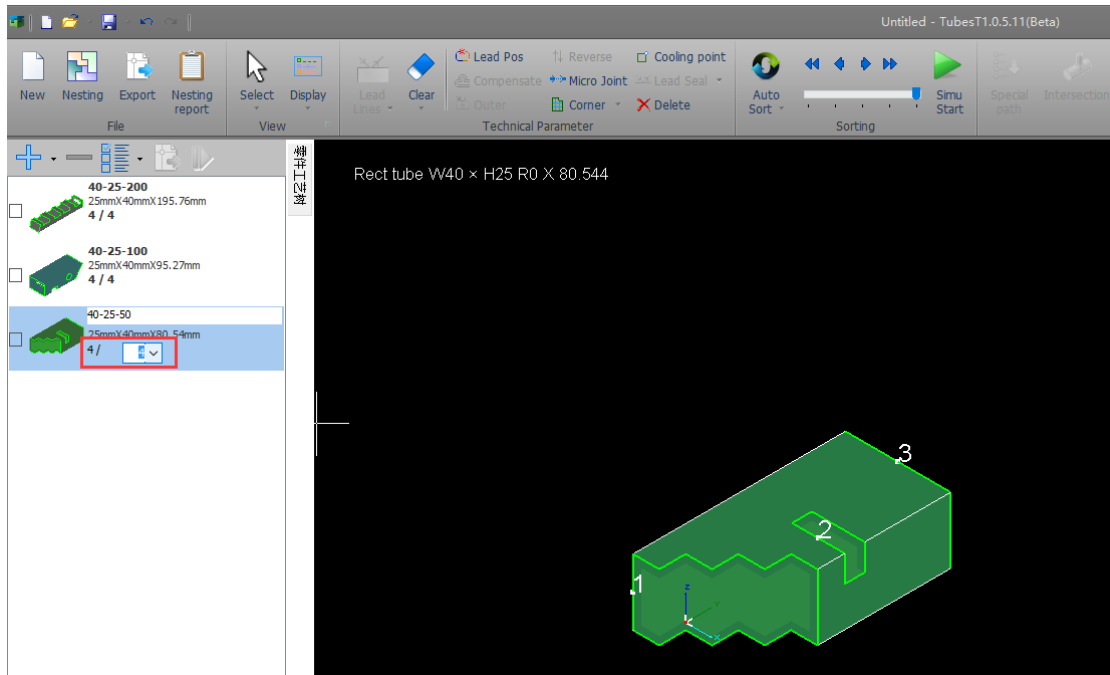 Untitled - TubesT1.0.5.11(Beta)
Lead Pos
Reverse
Cooling point
Compensate
Micro Joint
Lead Seal
Outer
Corner
Delete
New
Nesting
Export
Nesting
report
Select
Display
Lead
Lines
Clear
Auto
Sort
Simu
Start
Special
path
Intersection
File
View
Technical Parameter
Sorting
零件工艺树
40-25-200
25mmX40mmX195.76mm
4 / 4
40-25-100
25mmX40mmX95.27mm
4 / 4
40-25-50
25mmX40mmX80.54mm
4 / 4
Rect tube W40 × H25 R0 X 80.544
3
2
1
z
Y
X